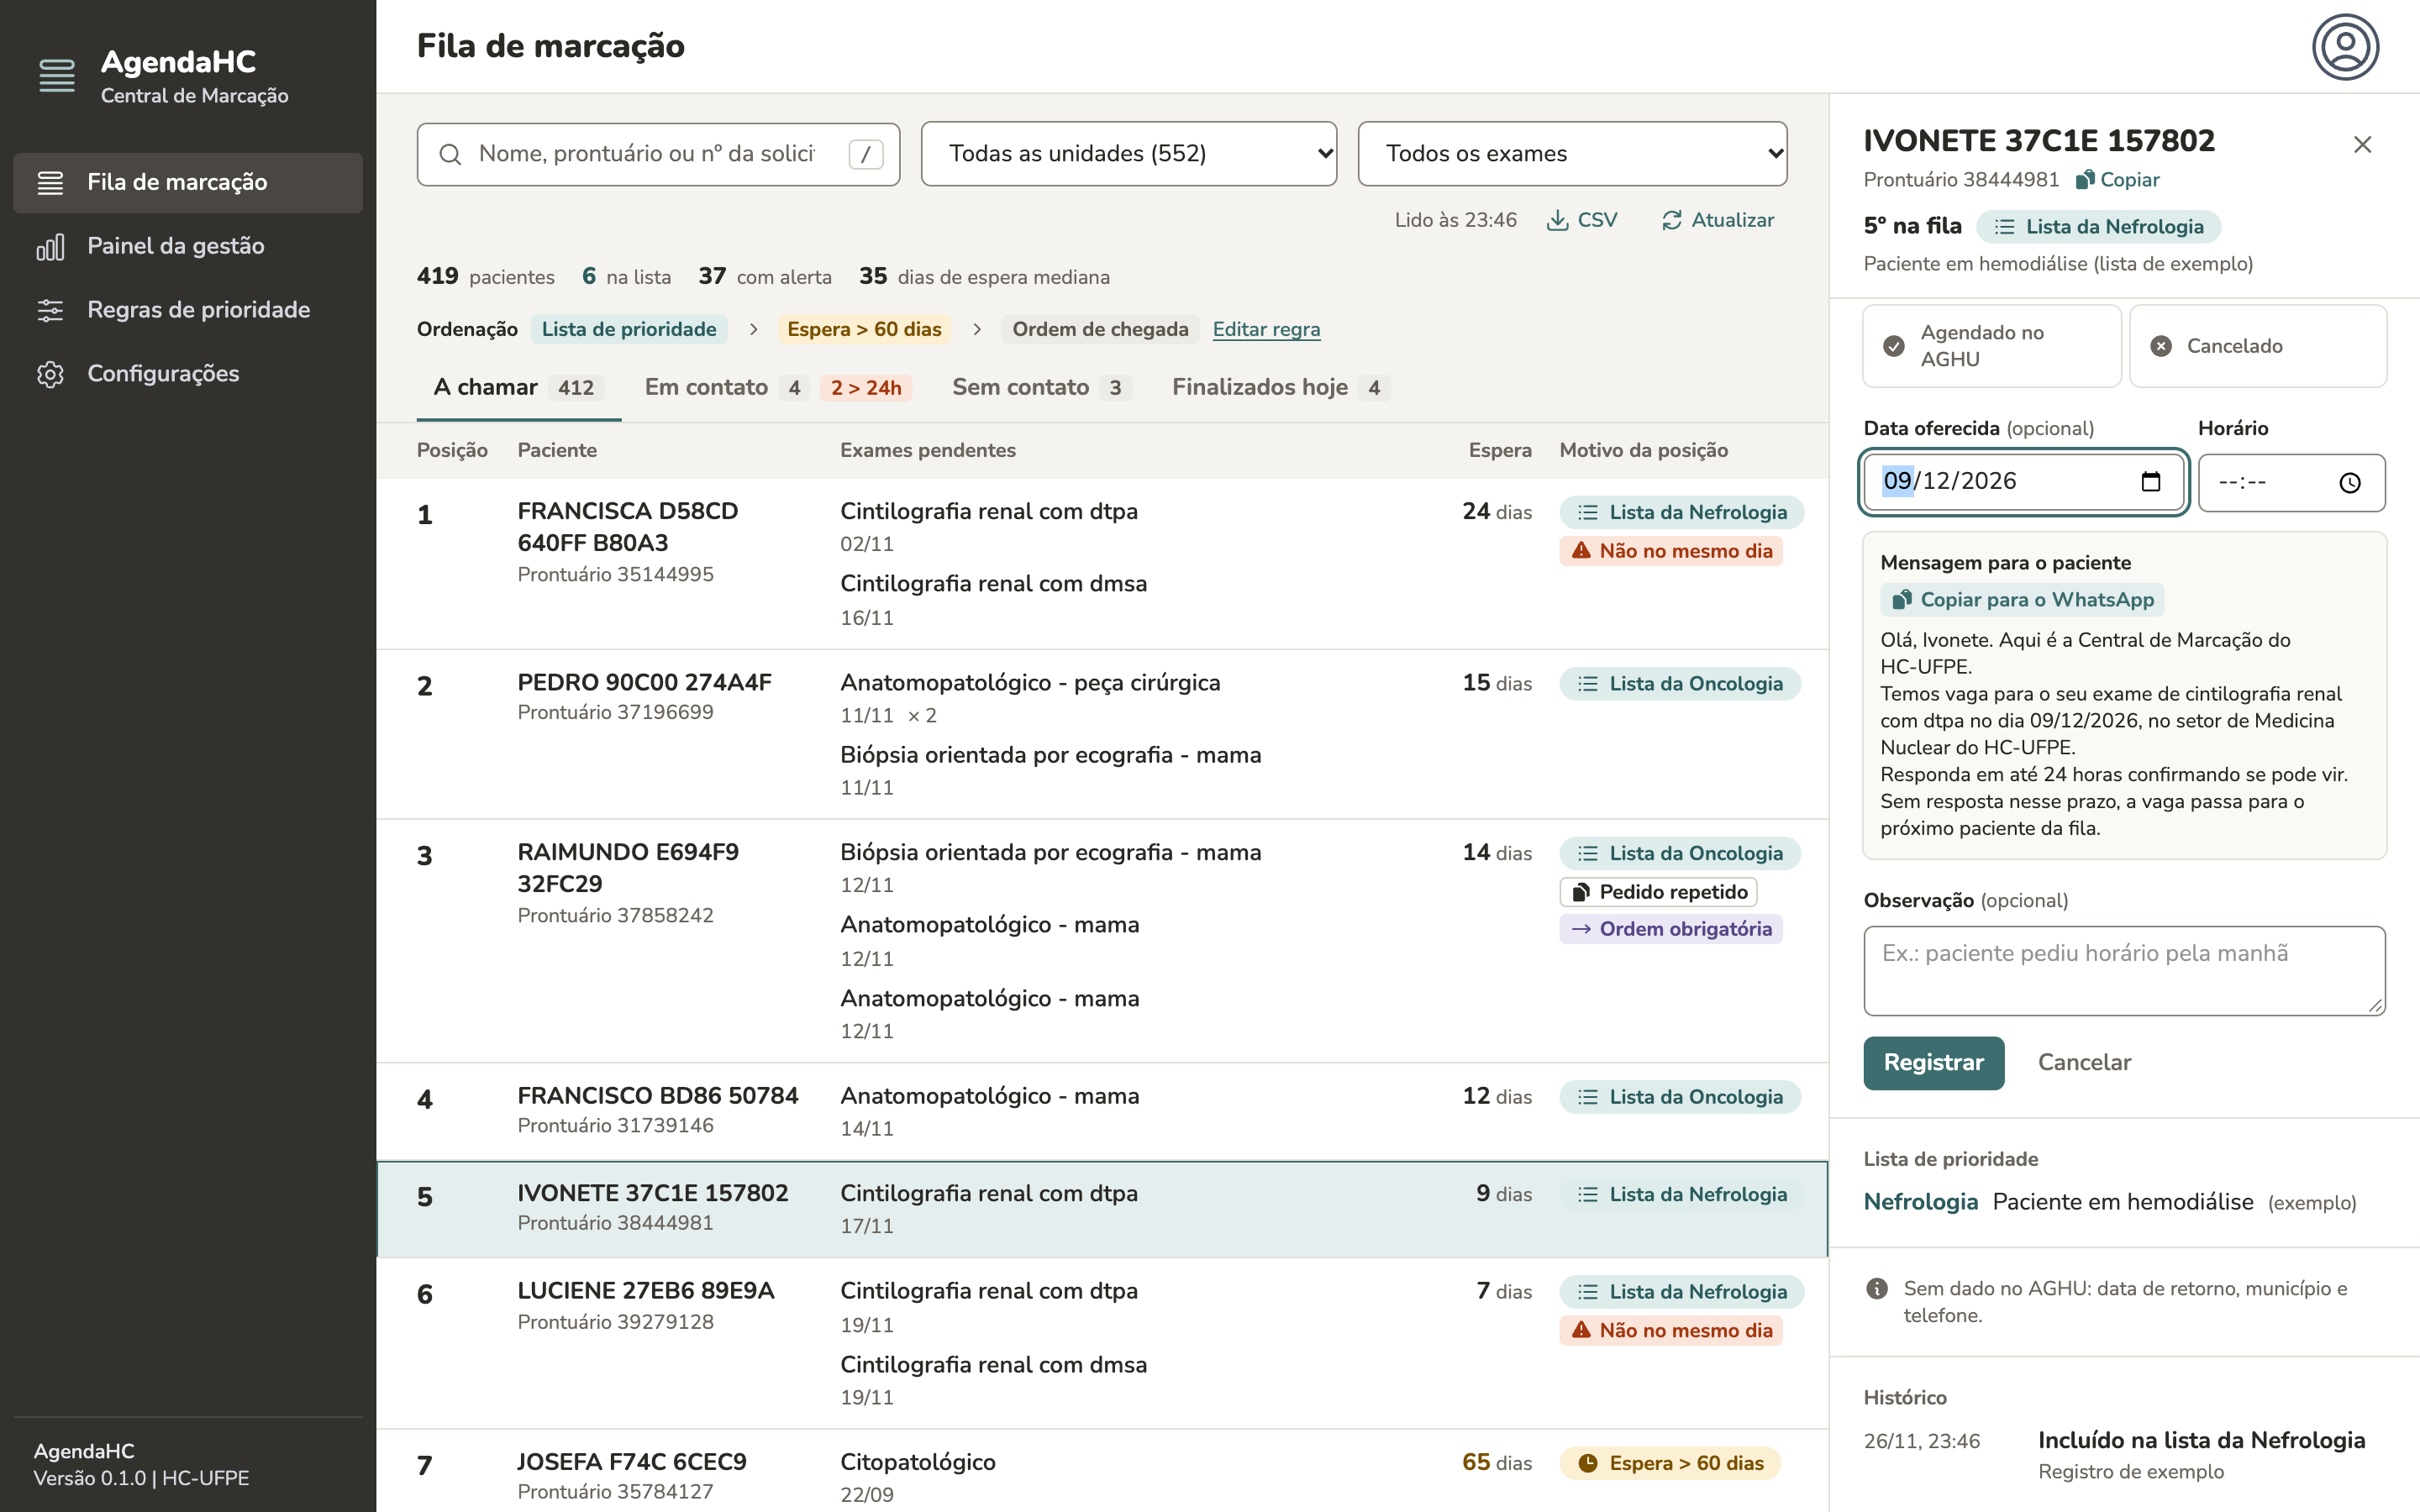 AgendaHC
Central de Marcação
Fila de marcação
Painel da gestão
Regras de prioridade
Configurações
AgendaHC
Versão 0.1.0 | HC-UFPE
Fila de marcação
Nome, prontuário ou nº da solicit
/
Todas as unidades (552)
Todos os exames
Lido às 23:46
CSV
Atualizar
419 pacientes 6 na lista 37 com alerta 35 dias de espera mediana
Ordenação Lista de prioridade > Espera > 60 dias > Ordem de chegada Editar regra
A chamar 412 Em contato 4 2 > 24h Sem contato 3 Finalizados hoje 4
Posição Paciente Exames pendentes Espera Motivo da posição
1
FRANCISCA D58CD
640FF B80A3
Prontuário 35144995
Cintilografia renal com dtpa
02/11
Cintilografia renal com dmsa
16/11
24 dias
Lista da Nefrologia
Não no mesmo dia
2
PEDRO 90C00 274A4F
Prontuário 37196699
Anatomopatológico - peça cirúrgica
11/11 × 2
Biópsia orientada por ecografia - mama
11/11
15 dias
Lista da Oncologia
3
RAIMUNDO E694F9
32FC29
Prontuário 37858242
Biópsia orientada por ecografia - mama
12/11
Anatomopatológico - mama
12/11
Anatomopatológico - mama
12/11
14 dias
Lista da Oncologia
Pedido repetido
→ Ordem obrigatória
4
FRANCISCO BD86 50784
Prontuário 31739146
Anatomopatológico - mama
14/11
12 dias
Lista da Oncologia
5
IVONETE 37C1E 157802
Prontuário 38444981
Cintilografia renal com dtpa
17/11
9 dias
Lista da Nefrologia
6
LUCIENE 27EB6 89E9A
Prontuário 39279128
Cintilografia renal com dtpa
19/11
Cintilografia renal com dmsa
19/11
7 dias
Lista da Nefrologia
Não no mesmo dia
7
JOSEFA F74C 6CEC9
Prontuário 35784127
Citopatológico
22/09
65 dias
Espera > 60 dias
IVONETE 37C1E 157802
Prontuário 38444981 Copiar
5º na fila Lista da Nefrologia
Paciente em hemodiálise (lista de exemplo)
Agendado no
AGHU
Cancelado
Data oferecida (opcional) Horário
09/12/2026 --:--
Mensagem para o paciente
Copiar para o WhatsApp
Olá, Ivonete. Aqui é a Central de Marcação do
HC-UFPE.
Temos vaga para o seu exame de cintilografia renal
com dtpa no dia 09/12/2026, no setor de Medicina
Nuclear do HC-UFPE.
Responda em até 24 horas confirmando se pode vir.
Sem resposta nesse prazo, a vaga passa para o
próximo paciente da fila.
Observação (opcional)
Ex.: paciente pediu horário pela manhã
Registrar Cancelar
Lista de prioridade
Nefrologia Paciente em hemodiálise (exemplo)
Sem dado no AGHU: data de retorno, município e
telefone.
Histórico
26/11, 23:46 Incluído na lista da Nefrologia
Registro de exemplo